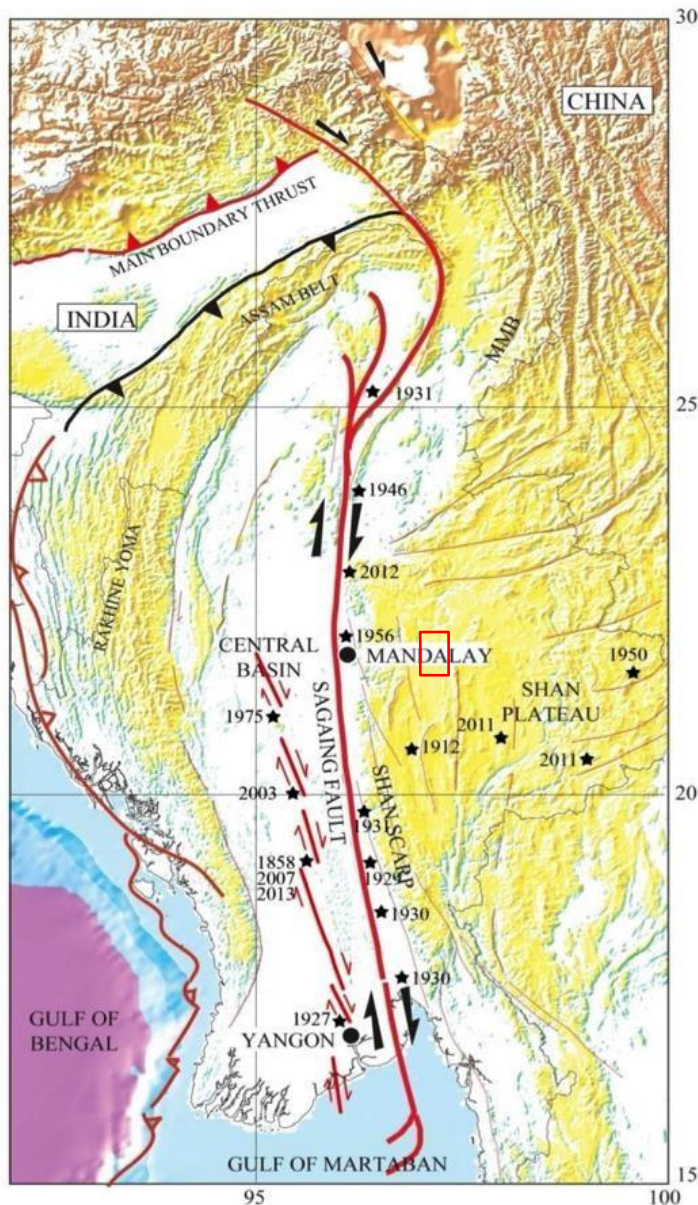 30
CHINA
MAIN BOUNDARY THRUST
INDIA
ASSAM BELT
MMB
1931
25
1946
RAKHINE YOMA
2012
1956
CENTRAL
BASIN
MANDALAY
1950
SHAN
PLATEAU
1975
SAGAING FAULT
2011
1912
2011
2003
20
SHAN SCARP
1931
1858
2007
2013
1929
1930
1930
GULF OF
BENGAL
1927
YANGON
GULF OF MARTABAN
15
95
100